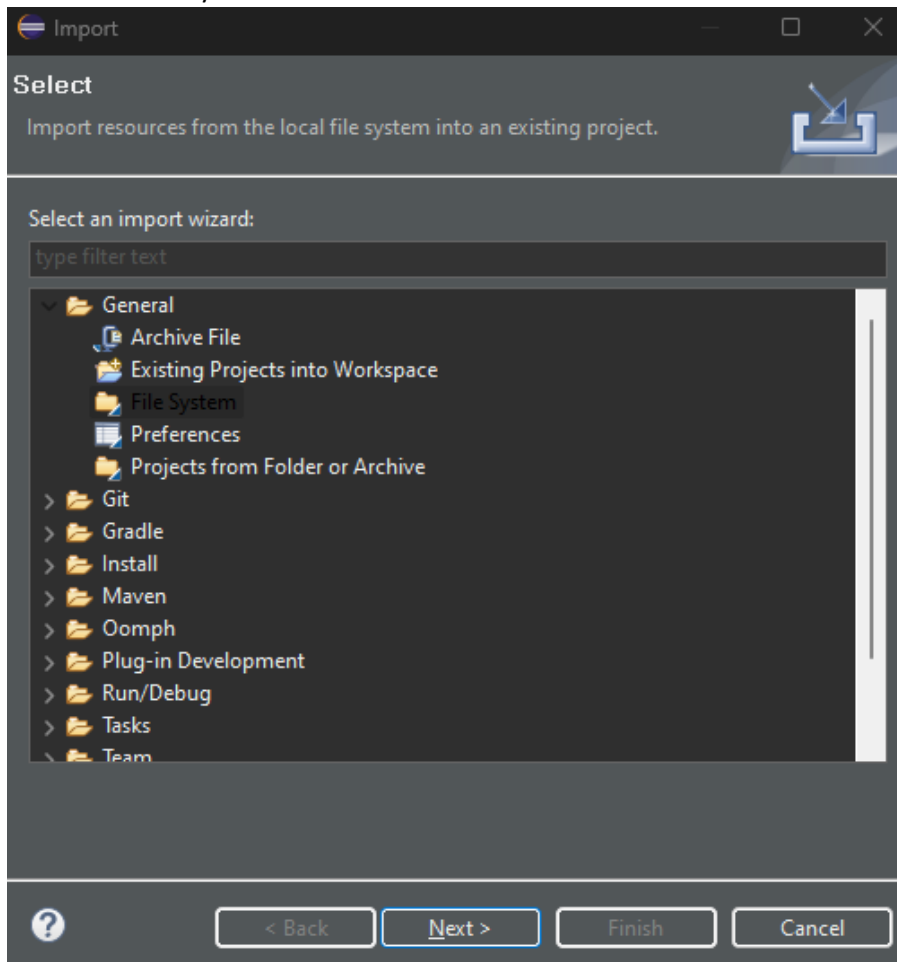 Import
Select
Import resources from the local file system into an existing project.
Select an import wizard:
type filter text
General
Archive File
Existing Projects into Workspace
File System
Preferences
Projects from Folder or Archive
Git
Gradle
Install
Maven
Oomph
Plug-in Development
Run/Debug
Tasks
Team
?
< Back
Next >
Finish
Cancel